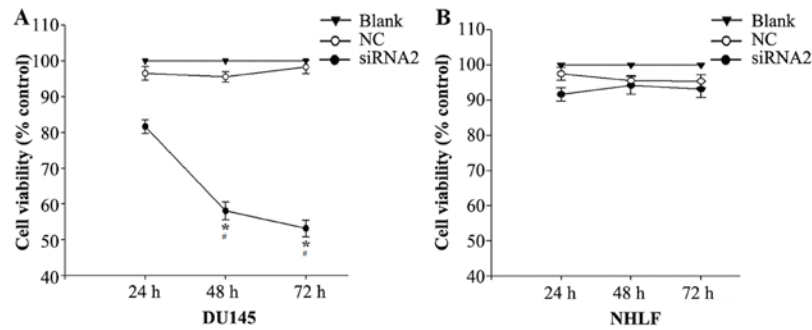 A
Blank
NC
siRNA2
Cell viability (% control)
110
100
90
80
70
60
50
40
*
#
*
#
24 h 48 h 72 h
DU145
B
Blank
NC
siRNA2
Cell viability (% control)
110
100
90
80
70
60
50
40
24 h 48 h 72 h
NHLF